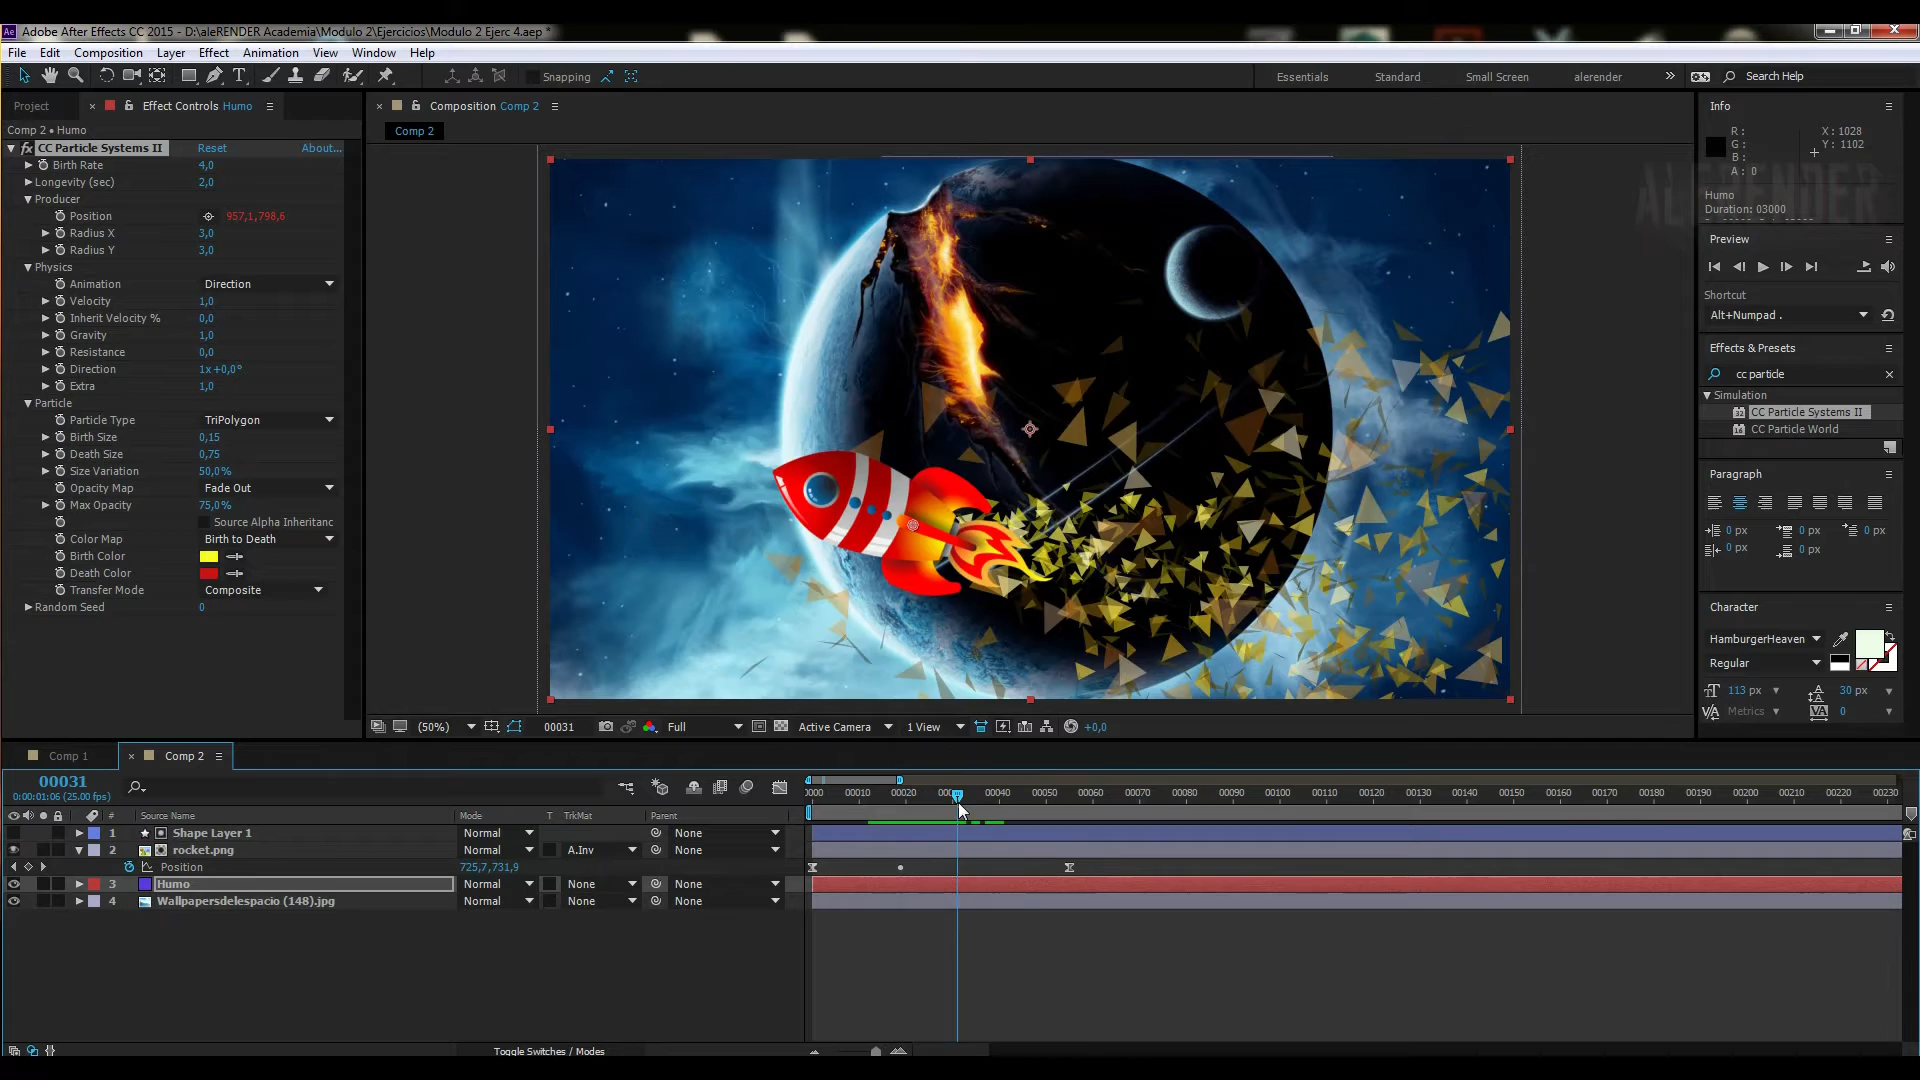 Ae Adobe After Effects CC 2015 - D:\aleRENDER Academia\Modulo 2\Ejercicios\Modulo 2 Ejerc 4.aep *
File Edit Composition Layer Effect Animation View Window Help
T Snapping Essentials Standard Small Screen alerender » Search Help
Project × Effect Controls Humo
× Composition Comp 2
Info
Comp 2 • Humo
Comp 2
R :
G :
B :
A : 0
X : 1028
Y : 1102
fx CC Particle Systems II Reset About...
Birth Rate 4,0
Longevity (sec) 2,0
Producer
Position 957,1,798,6
Radius X 3,0
Radius Y 3,0
Physics
Animation Direction
Velocity 1,0
Inherit Velocity % 0,0
Gravity 1,0
Resistance 0,0
Direction 1x+0,0°
Extra 1,0
Particle
Particle Type TriPolygon
Birth Size 0,15
Death Size 0,75
Size Variation 50,0%
Opacity Map Fade Out
Max Opacity 75,0%
Source Alpha Inheritanc
Color Map Birth to Death
Birth Color
Death Color
Transfer Mode Composite
Random Seed 0
ALERENDER
Humo
Duration: 03000
Preview
Shortcut
Alt+Numpad .
Effects & Presets
cc particle
Simulation
32 CC Particle Systems II
16 CC Particle World
Paragraph
0 px 0 px 0 px
0 px 0 px
Character
HamburgerHeaven
Regular
113 px 30 px
Metrics 0
(50%) 00031 Full Active Camera 1 View +0,0
Comp 1 × Comp 2
00031
0:00:01:06 (25.00 fps)
0000 00010 00020 00040 00050 00060 00070 00080 00090 00100 00110 00120 00130 00140 00150 00160 00170 00180 00190 00200 00210 00220 00230
# Source Name Mode T TrkMat Parent
1 Shape Layer 1 Normal None
2 rocket.png Normal A.Inv None
Position 725,7,731,9
3 Humo Normal None None
4 Wallpapersdelespacio (148).jpg Normal None None
Toggle Switches / Modes